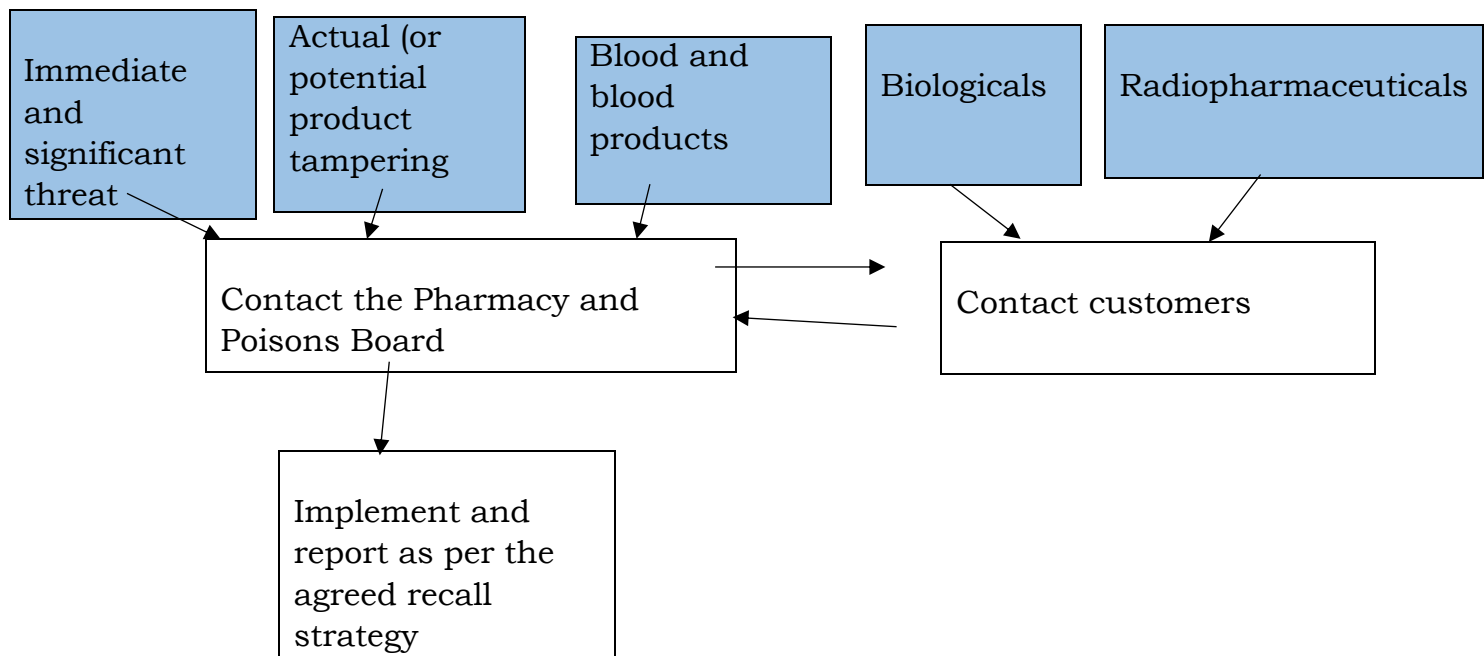 Immediate
and
significant
threat
Actual (or
potential
product
tampering
Blood and
blood
products
Biologicals
Radiopharmaceuticals
Contact the Pharmacy and
Poisons Board
Contact customers
Implement and
report as per the
agreed recall
strategy